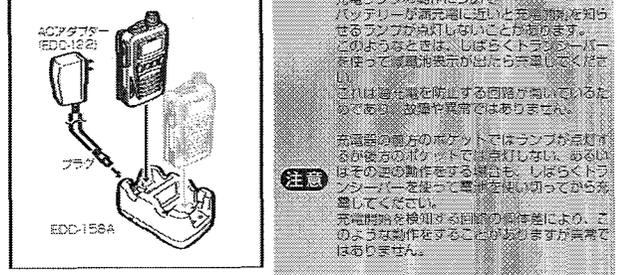 ACアダプター
(EDC-122)
プラグ
EDC-158A
バッテリーが満充電に近いと充電開始を知ら
せるランプが点灯しないことがあります。
このようなときは、しばらくトランシーバー
を使って減電池表示が出たら充電してくださ
い。
これは過充電を防止する回路が働いているた
めであり、故障や異常ではありません。
注意
充電器の前方のポケットではランプが点灯す
るが後方のポケットでは点灯しない、あるい
はその逆の動作をする場合も、しばらくトラ
ンシーバーを使って電池を使い切ってから充
電してください。
充電開始を検知する回路の個体差により、こ
のような動作をすることがありますが異常で
はありません。